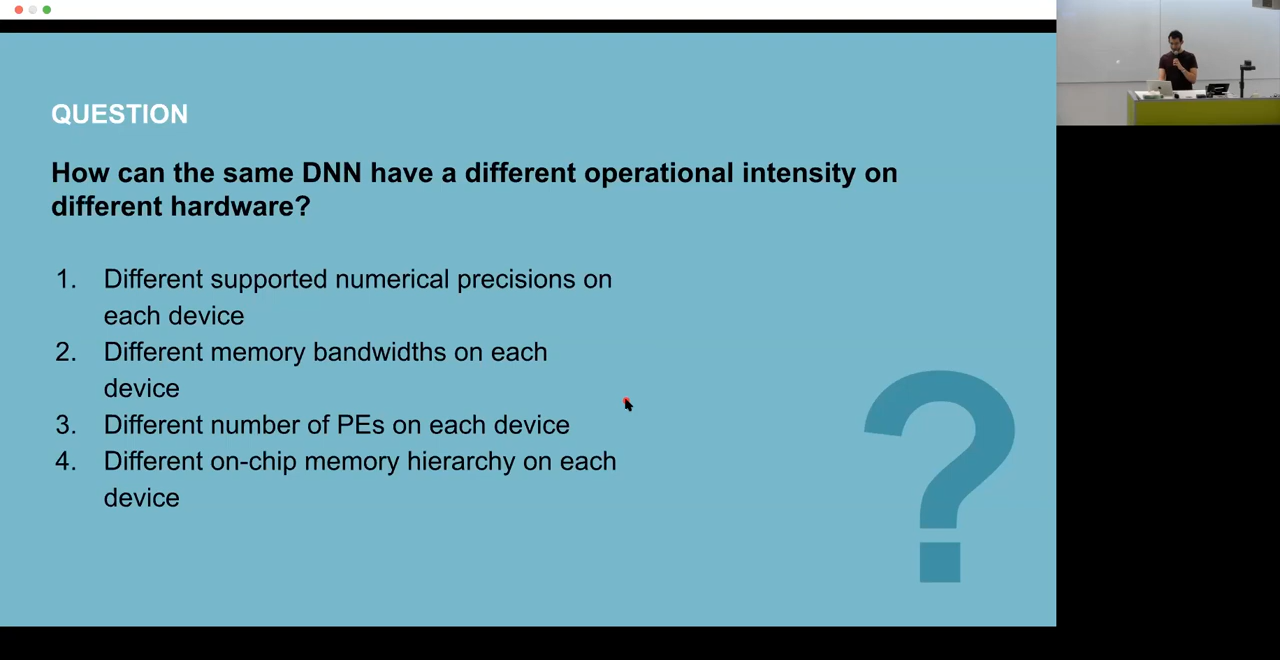 QUESTION
How can the same DNN have a different operational intensity on
different hardware?
1. Different supported numerical precisions on
each device
2. Different memory bandwidths on each
device
3. Different number of PEs on each device
4. Different on-chip memory hierarchy on each
device
?